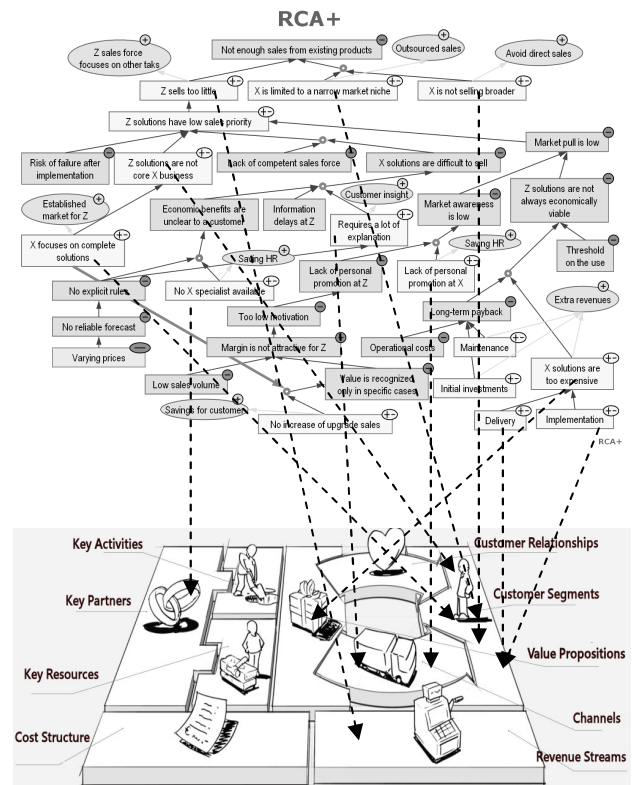 RCA+
Z sales force
focuses on other taks
Not enough sales from existing products
Outsourced sales
Avoid direct sales
Z sells too little
X is limited to a narrow market niche
X is not selling broader
Z solutions have low sales priority
Market pull is low
Risk of failure after
implementation
Z solutions are not
core X business
Lack of competent sales force
X solutions are difficult to sell
Established
market for Z
Economic benefits are
unclear to a customer
Information
delays at Z
Customer insight
Requires a lot of
explanation
Market awareness
is low
Z solutions are not
always economically
viable
X focuses on complete
solutions
Saving HR
Saving HR
Threshold
on the use
No explicit rules
No X specialist available
Lack of personal
promotion at Z
Lack of personal
promotion at X
Extra revenues
No reliable forecast
Too low motivation
Long-term payback
Varying prices
Margin is not attractive for Z
Operational costs
Maintenance
X solutions are
too expensive
Low sales volume
Value is recognized
only in specific cases
Initial investments
Savings for customer
No increase of upgrade sales
Delivery
Implementation
RCA+
Key Activities
Customer Relationships
Key Partners
Customer Segments
Value Propositions
Key Resources
Channels
Cost Structure
Revenue Streams